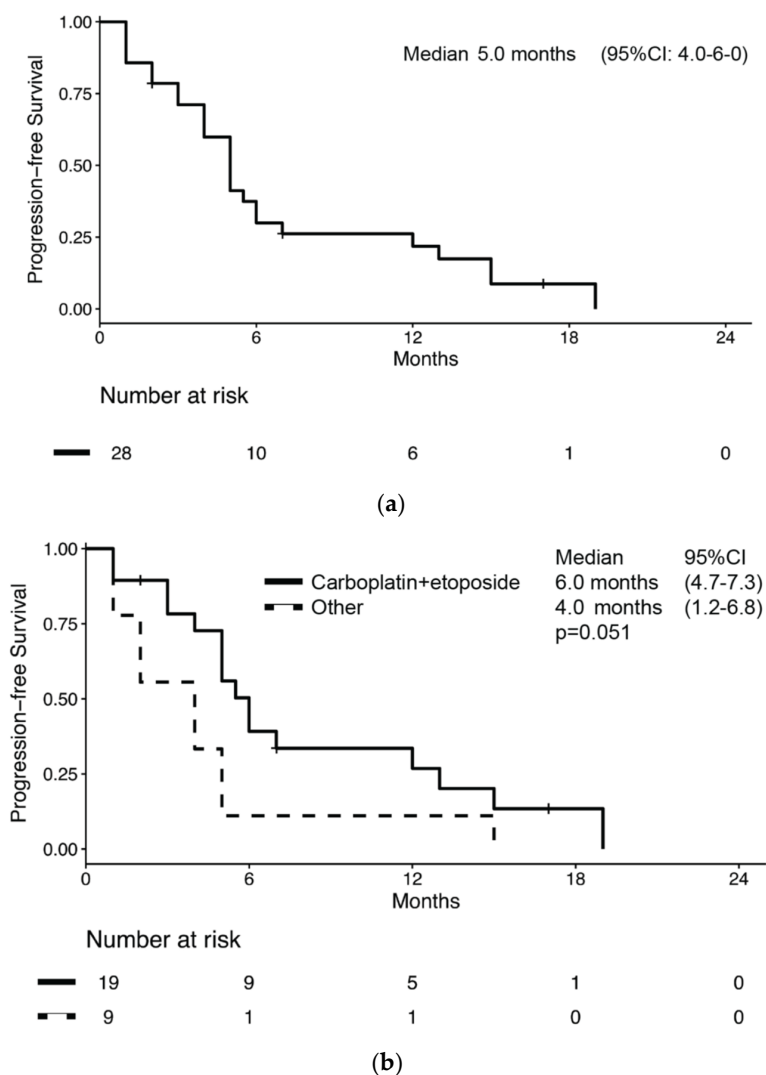 Progression-free Survival
1.00
0.75
0.50
0.25
0.00
Median 5.0 months (95%CI: 4.0-6-0)
0 6 12 18 24
Months
Number at risk
28 10 6 1 0
(a)
Progression-free Survival
1.00
0.75
0.50
0.25
0.00
Median 95%CI
Carboplatin+etoposide 6.0 months (4.7-7.3)
Other 4.0 months (1.2-6.8)
p=0.051
0 6 12 18 24
Months
Number at risk
19 9 5 1 0
9 1 1 0 0
(b)